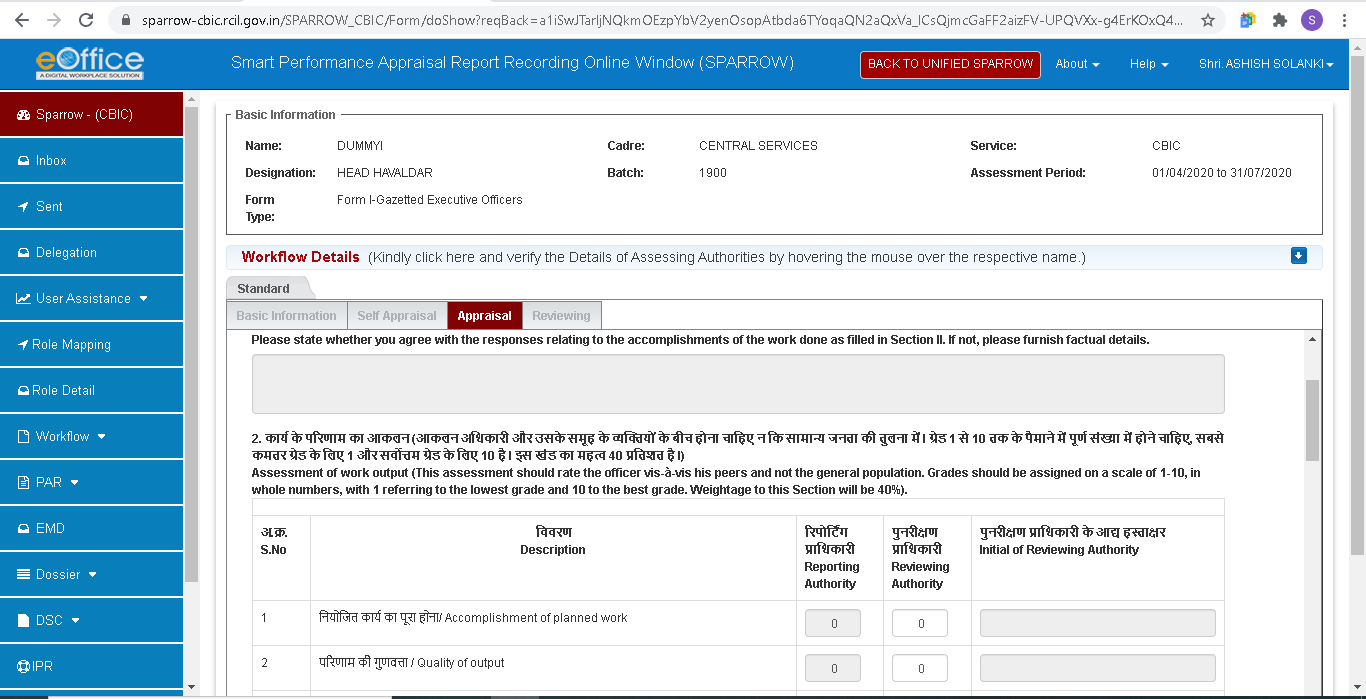 sparrow-cbic.rcil.gov.in/SPARROW_CBIC/Form/doShow?reqBack=
S
eOffice
A DIGITAL WORKPLACE SOLUTION
Smart Performance Appraisal Report Recording Online Window (SPARROW)
BACK TO UNIFIED SPARROW
About
Help
Shri. ASHISH SOLANKI
Sparrow - (CBIC)
Inbox
Sent
Delegation
User Assistance
Role Mapping
Role Detail
Workflow
PAR
EMD
Dossier
DSC
IPR
Basic Information
Name: DUMMYI Cadre: CENTRAL SERVICES Service: CBIC
Designation: HEAD HAVALDAR Batch: 1900 Assessment Period: 01/04/2020 to 31/07/2020
Form Form I-Gazetted Executive Officers
Type:
Workflow Details (Kindly click here and verify the Details of Assessing Authorities by hovering the mouse over the respective name.)
Standard
Basic Information Self Appraisal Appraisal Reviewing
Please state whether you agree with the responses relating to the accomplishments of the work done as filled in Section II. If not, please furnish factual details.
2. कार्य के परिणाम का आकलन (आकलन अधिकारी और उसके समूह के व्यक्तियों के बीच होना चाहिए न कि सामान्य जनता की तुलना में। ग्रेड 1 से 10 तक के पैमाने में पूर्ण संख्या में होने चाहिए, सबसे
कमतर ग्रेड के लिए 1 और सर्वोत्तम ग्रेड के लिए 10 है। इस खंड का महत्व 40 प्रतिशत है।)
Assessment of work output (This assessment should rate the officer vis-à-vis his peers and not the general population. Grades should be assigned on a scale of 1-10, in
whole numbers, with 1 referring to the lowest grade and 10 to the best grade. Weightage to this Section will be 40%).
अ.क्र.
S.No
विवरण
Description
रिपोर्टिंग
प्राधिकारी
Reporting
Authority
पुनरीक्षण
प्राधिकारी
Reviewing
Authority
पुनरीक्षण प्राधिकारी के आद्य हस्ताक्षर
Initial of Reviewing Authority
1 नियोजित कार्य का पूरा होना/ Accomplishment of planned work 0 0
2 परिणाम की गुणवत्ता / Quality of output 0 0